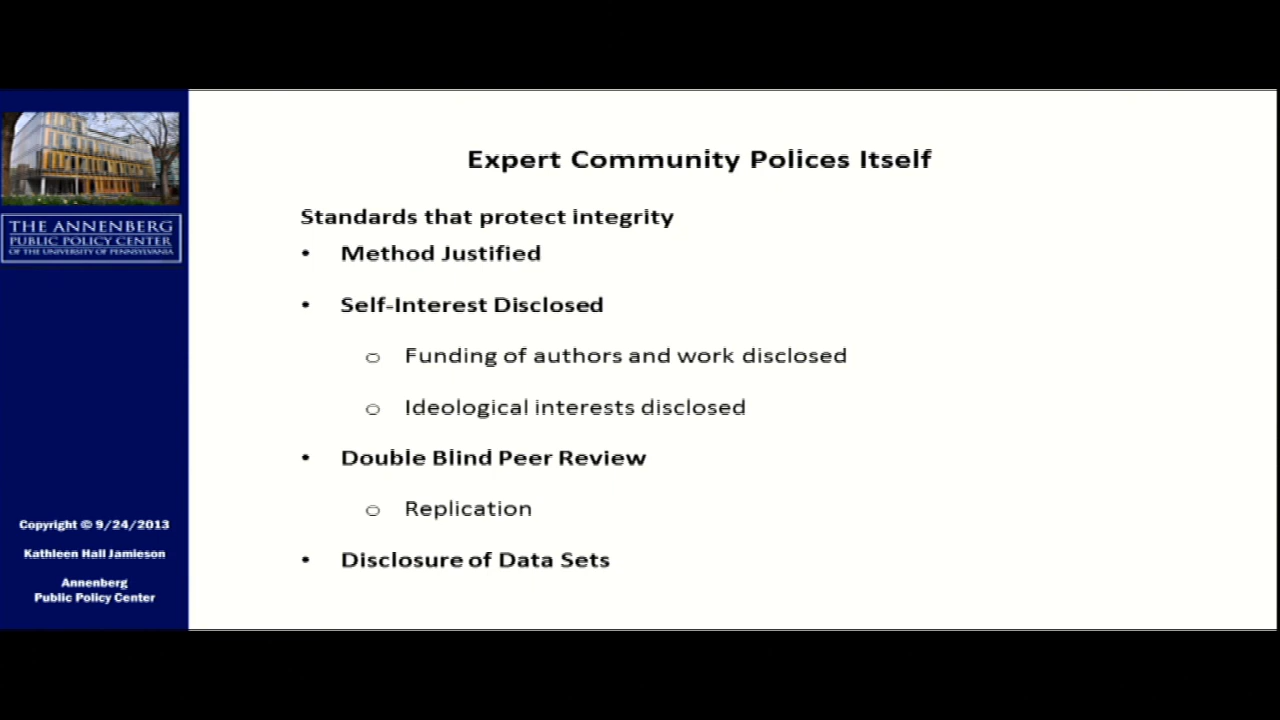 Expert Community Polices Itself
Standards that protect integrity
• Method Justified
• Self-Interest Disclosed
o Funding of authors and work disclosed
o Ideological interests disclosed
• Double Blind Peer Review
o Replication
• Disclosure of Data Sets
THE ANNENBERG
PUBLIC POLICY CENTER
OF THE UNIVERSITY OF PENNSYLVANIA
Copyright © 9/24/2013
Kathleen Hall Jamieson
Annenberg
Public Policy Center